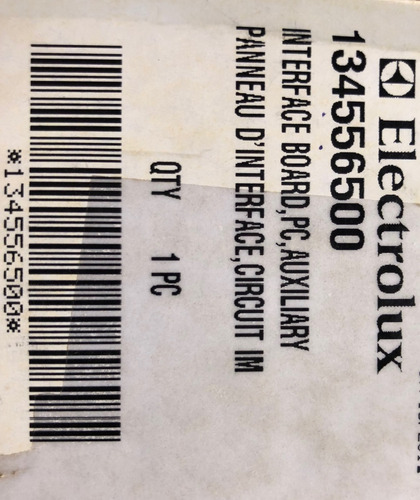 Electrolux
134556500
INTERFACE BOARD,PC,AUXILIARY
PANNEAU D'INTERFACE,CIRCUIT IM
QTY 1 PC
*134556500*